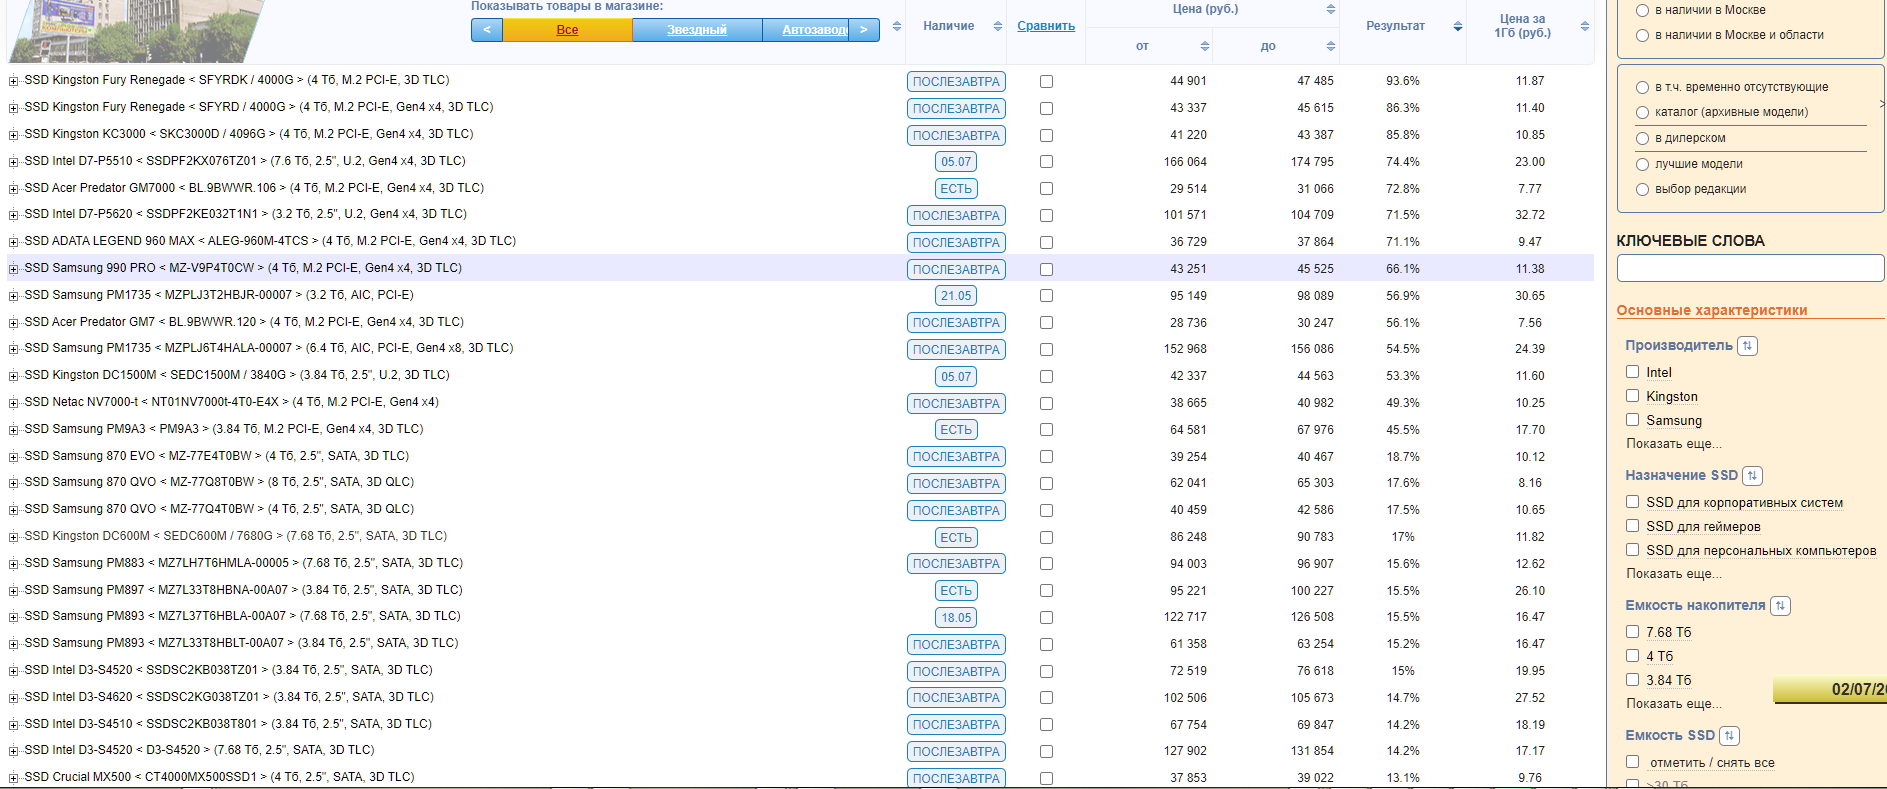 Показывать товары в магазине:
< Все Звездный Автозавод >
Наличие Сравнить Цена (руб.) от до Результат Цена за 1Гб (руб.)
SSD Kingston Fury Renegade < SFYRDK / 4000G > (4 Тб, M.2 PCI-E, 3D TLC) ПОСЛЕЗАВТРА 44 901 47 485 93.6% 11.87
SSD Kingston Fury Renegade < SFYRD / 4000G > (4 Тб, M.2 PCI-E, Gen4 x4, 3D TLC) ПОСЛЕЗАВТРА 43 337 45 615 86.3% 11.40
SSD Kingston KC3000 < SKC3000D / 4096G > (4 Тб, M.2 PCI-E, Gen4 x4, 3D TLC) ПОСЛЕЗАВТРА 41 220 43 387 85.8% 10.85
SSD Intel D7-P5510 < SSDPF2KX076TZ01 > (7.6 Тб, 2.5", U.2, Gen4 x4, 3D TLC) 05.07 166 064 174 795 74.4% 23.00
SSD Acer Predator GM7000 < BL.9BWWR.106 > (4 Тб, M.2 PCI-E, Gen4 x4, 3D TLC) ЕСТЬ 29 514 31 066 72.8% 7.77
SSD Intel D7-P5620 < SSDPF2KE032T1N1 > (3.2 Тб, 2.5", U.2, Gen4 x4, 3D TLC) ПОСЛЕЗАВТРА 101 571 104 709 71.5% 32.72
SSD ADATA LEGEND 960 MAX < ALEG-960M-4TCS > (4 Тб, M.2 PCI-E, Gen4 x4, 3D TLC) ПОСЛЕЗАВТРА 36 729 37 864 71.1% 9.47
SSD Samsung 990 PRO < MZ-V9P4T0CW > (4 Тб, M.2 PCI-E, Gen4 x4, 3D TLC) ПОСЛЕЗАВТРА 43 251 45 525 66.1% 11.38
SSD Samsung PM1735 < MZPLJ3T2HBJR-00007 > (3.2 Тб, AIC, PCI-E) 21.05 95 149 98 089 56.9% 30.65
SSD Acer Predator GM7 < BL.9BWWR.120 > (4 Тб, M.2 PCI-E, Gen4 x4, 3D TLC) ПОСЛЕЗАВТРА 28 736 30 247 56.1% 7.56
SSD Samsung PM1735 < MZPLJ6T4HALA-00007 > (6.4 Тб, AIC, PCI-E, Gen4 x8, 3D TLC) ПОСЛЕЗАВТРА 152 968 156 086 54.5% 24.39
SSD Kingston DC1500M < SEDC1500M / 3840G > (3.84 Тб, 2.5", U.2, 3D TLC) 05.07 42 337 44 563 53.3% 11.60
SSD Netac NV7000-t < NT01NV7000t-4T0-E4X > (4 Тб, M.2 PCI-E, Gen4 x4) ПОСЛЕЗАВТРА 38 665 40 982 49.3% 10.25
SSD Samsung PM9A3 < PM9A3 > (3.84 Тб, M.2 PCI-E, Gen4 x4, 3D TLC) ЕСТЬ 64 581 67 976 45.5% 17.70
SSD Samsung 870 EVO < MZ-77E4T0BW > (4 Тб, 2.5", SATA, 3D TLC) ПОСЛЕЗАВТРА 39 254 40 467 18.7% 10.12
SSD Samsung 870 QVO < MZ-77Q8T0BW > (8 Тб, 2.5", SATA, 3D QLC) ПОСЛЕЗАВТРА 62 041 65 303 17.6% 8.16
SSD Samsung 870 QVO < MZ-77Q4T0BW > (4 Тб, 2.5", SATA, 3D QLC) ПОСЛЕЗАВТРА 40 459 42 586 17.5% 10.65
SSD Kingston DC600M < SEDC600M / 7680G > (7.68 Тб, 2.5", SATA, 3D TLC) ЕСТЬ 86 248 90 783 17% 11.82
SSD Samsung PM883 < MZ7LH7T6HMLA-00005 > (7.68 Тб, 2.5", SATA, 3D TLC) ПОСЛЕЗАВТРА 94 003 96 907 15.6% 12.62
SSD Samsung PM897 < MZ7L33T8HBNA-00A07 > (3.84 Тб, 2.5", SATA, 3D TLC) ЕСТЬ 95 221 100 227 15.5% 26.10
SSD Samsung PM893 < MZ7L37T6HBLA-00A07 > (7.68 Тб, 2.5", SATA, 3D TLC) 18.05 122 717 126 508 15.5% 16.47
SSD Samsung PM893 < MZ7L33T8HBLT-00A07 > (3.84 Тб, 2.5", SATA, 3D TLC) ПОСЛЕЗАВТРА 61 358 63 254 15.2% 16.47
SSD Intel D3-S4520 < SSDSC2KB038TZ01 > (3.84 Тб, 2.5", SATA, 3D TLC) ПОСЛЕЗАВТРА 72 519 76 618 15% 19.95
SSD Intel D3-S4620 < SSDSC2KG038TZ01 > (3.84 Тб, 2.5", SATA, 3D TLC) ПОСЛЕЗАВТРА 102 506 105 673 14.7% 27.52
SSD Intel D3-S4510 < SSDSC2KB038T801 > (3.84 Тб, 2.5", SATA, 3D TLC) ПОСЛЕЗАВТРА 67 754 69 847 14.2% 18.19
SSD Intel D3-S4520 < D3-S4520 > (7.68 Тб, 2.5", SATA, 3D TLC) ПОСЛЕЗАВТРА 127 902 131 854 14.2% 17.17
SSD Crucial MX500 < CT4000MX500SSD1 > (4 Тб, 2.5", SATA, 3D TLC) ПОСЛЕЗАВТРА 37 853 39 022 13.1% 9.76
в наличии в Москве
в наличии в Москве и области
в т.ч. временно отсутствующие
каталог (архивные модели)
в дилерском
лучшие модели
выбор редакции
>
КЛЮЧЕВЫЕ СЛОВА
Основные характеристики
Производитель
Intel
Kingston
Samsung
Показать еще...
Назначение SSD
SSD для корпоративных систем
SSD для геймеров
SSD для персональных компьютеров
Показать еще...
Емкость накопителя
7.68 Тб
4 Тб
3.84 Тб
Показать еще...
02/07/20
Емкость SSD
отметить / снять все
>30 Тб